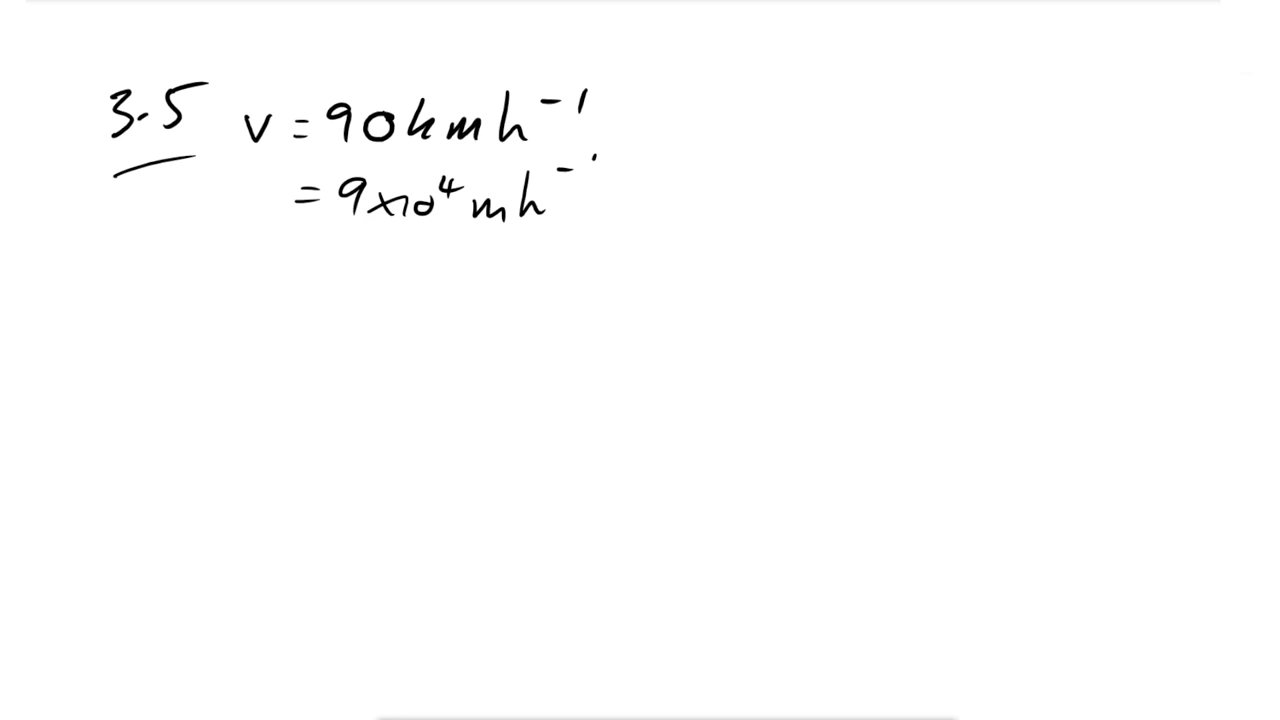 3.5 v = 90 km h⁻¹
= 9×10⁴ m h⁻¹